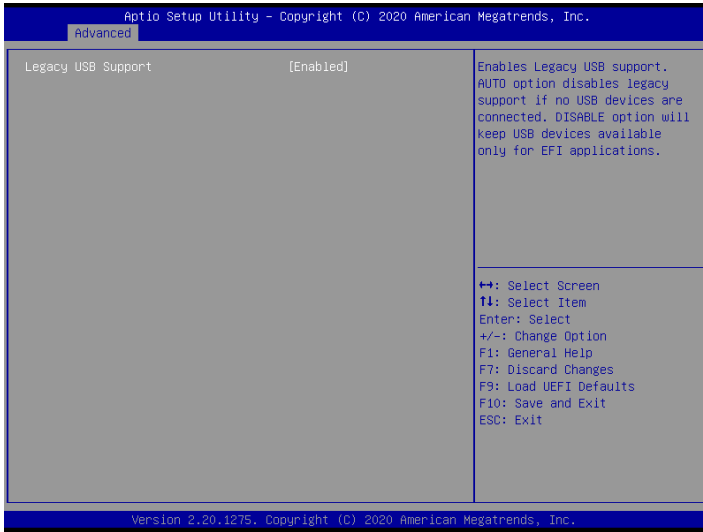 Aptio Setup Utility – Copyright (C) 2020 American Megatrends, Inc.
Advanced
Legacy USB Support [Enabled]
Enables Legacy USB support.
AUTO option disables legacy
support if no USB devices are
connected. DISABLE option will
keep USB devices available
only for EFI applications.
↔: Select Screen
↑↓: Select Item
Enter: Select
+/-: Change Option
F1: General Help
F7: Discard Changes
F9: Load UEFI Defaults
F10: Save and Exit
ESC: Exit
Version 2.20.1275. Copyright (C) 2020 American Megatrends, Inc.